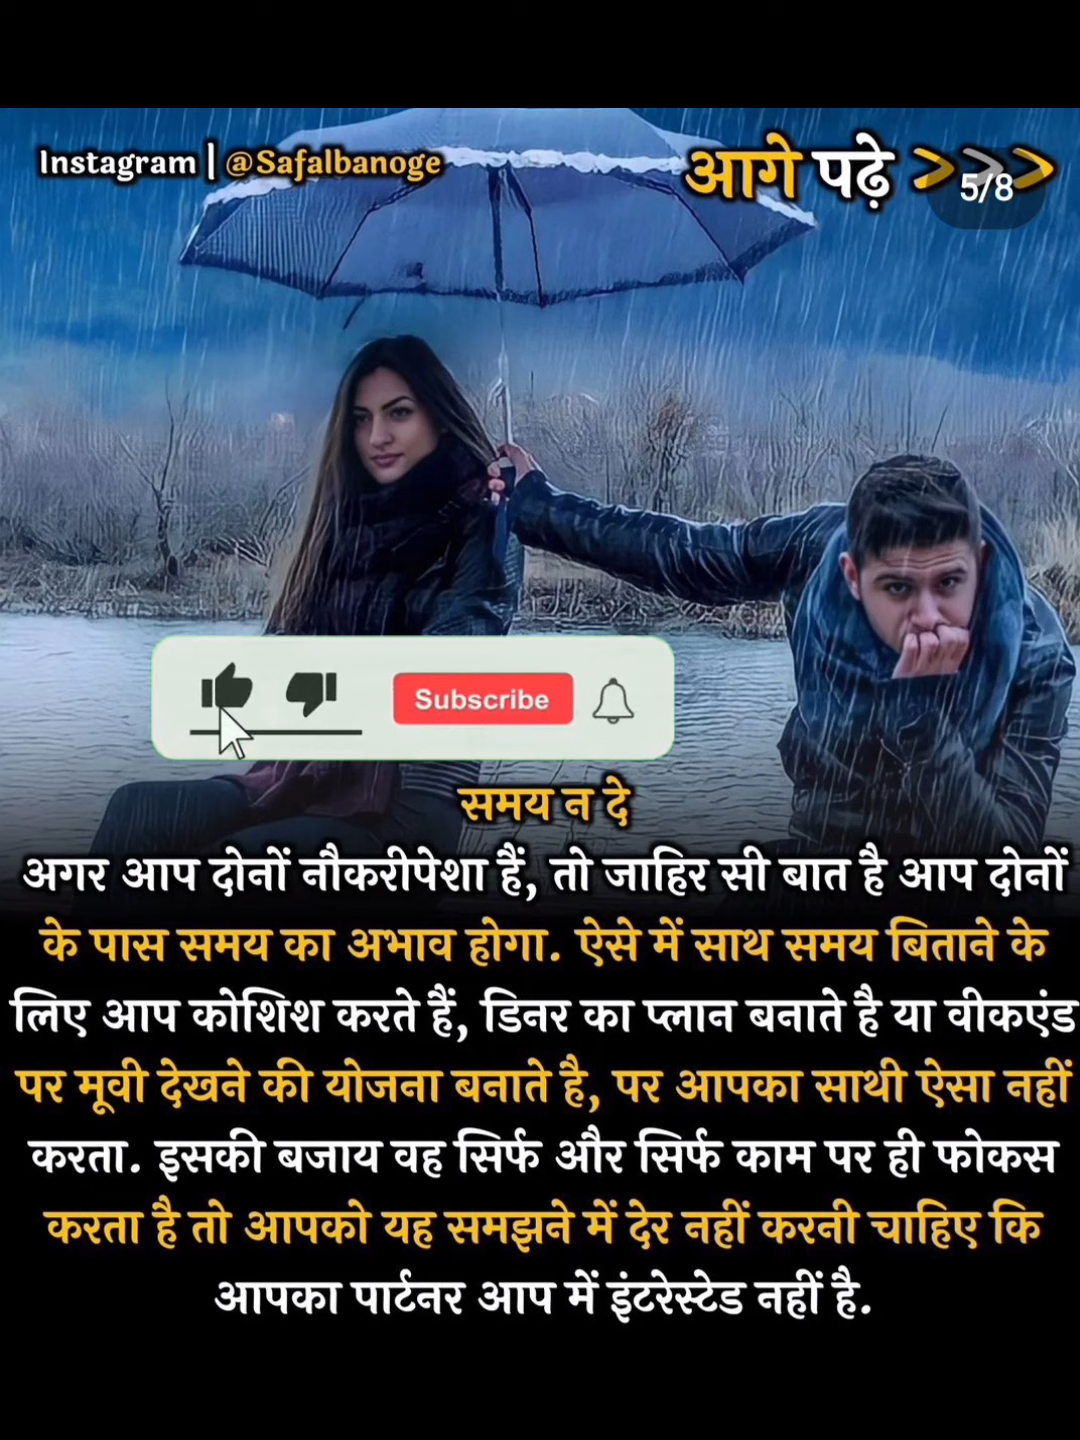 Instagram | @Safalbanoge
आगे पढ़े >>>
5/8
Subscribe
समय न दे
अगर आप दोनों नौकरीपेशा हैं, तो जाहिर सी बात है आप दोनों
के पास समय का अभाव होगा. ऐसे में साथ समय बिताने के
लिए आप कोशिश करते हैं, डिनर का प्लान बनाते है या वीकएंड
पर मूवी देखने की योजना बनाते है, पर आपका साथी ऐसा नहीं
करता. इसकी बजाय वह सिर्फ और सिर्फ काम पर ही फोकस
करता है तो आपको यह समझने में देर नहीं करनी चाहिए कि
आपका पार्टनर आप में इंटरेस्टेड नहीं है.